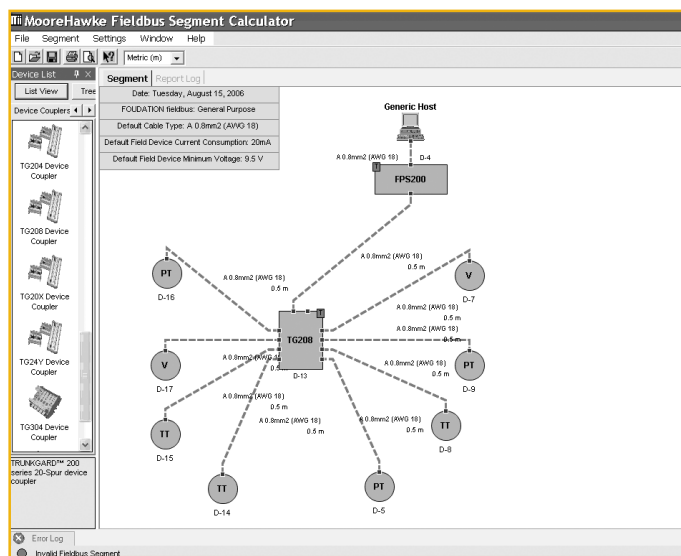 MooreHawke Fieldbus Segment Calculator
File Segment Settings Window Help
Metric (m)
Device List
Segment Report Log
List View Tree
Device Couplers
Date: Tuesday, August 15, 2006
FOUDATION fieldbus: General Purpose
Default Cable Type: A 0.8mm2 (AWG 18)
Default Field Device Current Consumption: 20mA
Default Field Device Minimum Voltage: 9.5 V
TG204 Device
Coupler
TG208 Device
Coupler
TG20X Device
Coupler
TG24Y Device
Coupler
TG304 Device
Coupler
TRUNKGARD™ 200
series 20-Spur device
coupler
Generic Host
A 0.8mm2 (AWG 18) D-4
T
FPS200
A 0.8mm2 (AWG 18)
0.5 m
PT
D-16
A 0.8mm2 (AWG 18)
0.5 m
V
D-7
T
TG208
D-13
A 0.8mm2 (AWG 18)
0.5m
V
D-17
A 0.8mm2 (AWG 18)
0.5
PT
D-9
A 0.8mm2 (AWG 18)
0.5 m
TT
D-15
A 0.8mm2 (AWG 18)
0.5 m
TT
D-8
A 0.8mm2 (AWG 18)
0.5 m
TT
D-14
A 0.8mm2 (AWG 18)
0.5 m
PT
D-5
Error Log
Invalid Fieldbus Segment